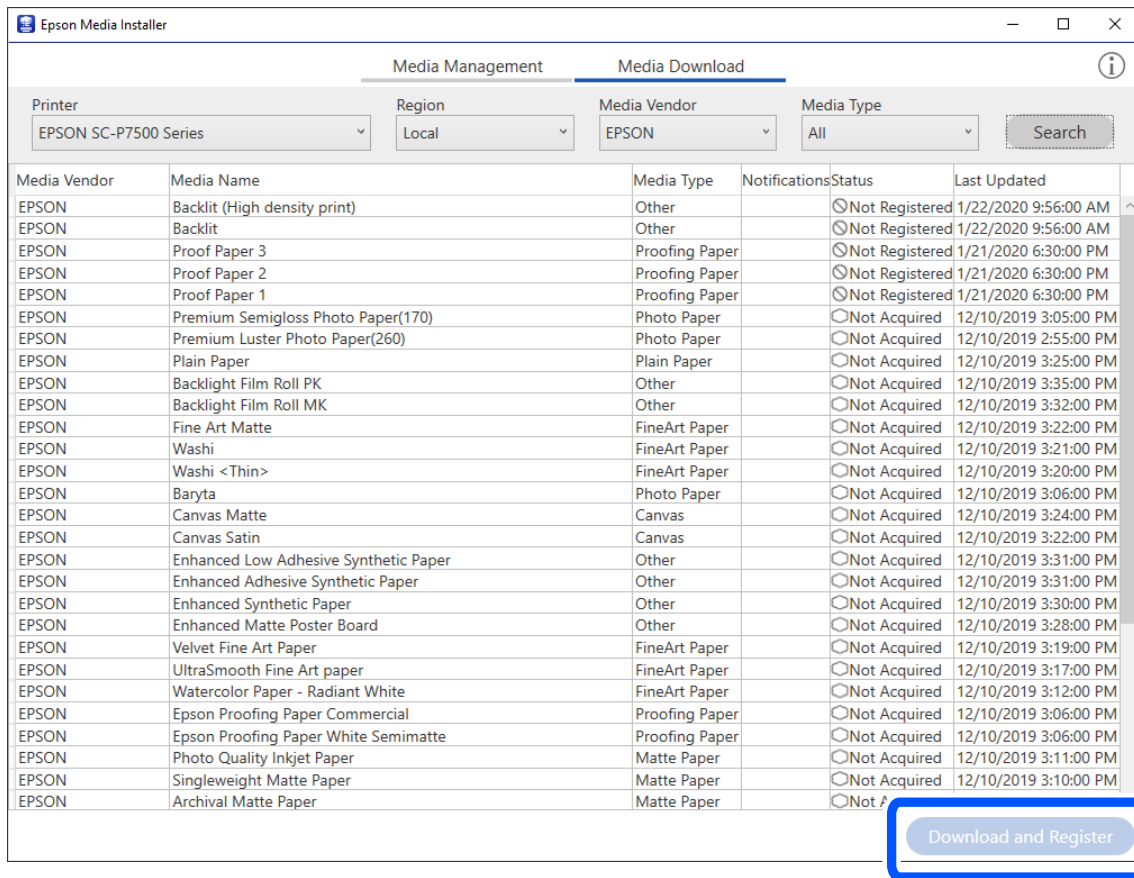 Epson Media Installer
Media Management Media Download
Printer Region Media Vendor Media Type
EPSON SC-P7500 Series Local EPSON All Search
Media Vendor Media Name Media Type Notifications Status Last Updated
EPSON Backlit (High density print) Other Not Registered 1/22/2020 9:56:00 AM
EPSON Backlit Other Not Registered 1/22/2020 9:56:00 AM
EPSON Proof Paper 3 Proofing Paper Not Registered 1/21/2020 6:30:00 PM
EPSON Proof Paper 2 Proofing Paper Not Registered 1/21/2020 6:30:00 PM
EPSON Proof Paper 1 Proofing Paper Not Registered 1/21/2020 6:30:00 PM
EPSON Premium Semigloss Photo Paper(170) Photo Paper Not Acquired 12/10/2019 3:05:00 PM
EPSON Premium Luster Photo Paper(260) Photo Paper Not Acquired 12/10/2019 2:55:00 PM
EPSON Plain Paper Plain Paper Not Acquired 12/10/2019 3:25:00 PM
EPSON Backlight Film Roll PK Other Not Acquired 12/10/2019 3:35:00 PM
EPSON Backlight Film Roll MK Other Not Acquired 12/10/2019 3:32:00 PM
EPSON Fine Art Matte FineArt Paper Not Acquired 12/10/2019 3:22:00 PM
EPSON Washi FineArt Paper Not Acquired 12/10/2019 3:21:00 PM
EPSON Washi <Thin> FineArt Paper Not Acquired 12/10/2019 3:20:00 PM
EPSON Baryta Photo Paper Not Acquired 12/10/2019 3:06:00 PM
EPSON Canvas Matte Canvas Not Acquired 12/10/2019 3:24:00 PM
EPSON Canvas Satin Canvas Not Acquired 12/10/2019 3:22:00 PM
EPSON Enhanced Low Adhesive Synthetic Paper Other Not Acquired 12/10/2019 3:31:00 PM
EPSON Enhanced Adhesive Synthetic Paper Other Not Acquired 12/10/2019 3:31:00 PM
EPSON Enhanced Synthetic Paper Other Not Acquired 12/10/2019 3:30:00 PM
EPSON Enhanced Matte Poster Board Other Not Acquired 12/10/2019 3:28:00 PM
EPSON Velvet Fine Art Paper FineArt Paper Not Acquired 12/10/2019 3:19:00 PM
EPSON UltraSmooth Fine Art paper FineArt Paper Not Acquired 12/10/2019 3:17:00 PM
EPSON Watercolor Paper - Radiant White FineArt Paper Not Acquired 12/10/2019 3:12:00 PM
EPSON Epson Proofing Paper Commercial Proofing Paper Not Acquired 12/10/2019 3:06:00 PM
EPSON Epson Proofing Paper White Semimatte Proofing Paper Not Acquired 12/10/2019 3:06:00 PM
EPSON Photo Quality Inkjet Paper Matte Paper Not Acquired 12/10/2019 3:11:00 PM
EPSON Singleweight Matte Paper Matte Paper Not Acquired 12/10/2019 3:10:00 PM
EPSON Archival Matte Paper Matte Paper Not
Download and Register